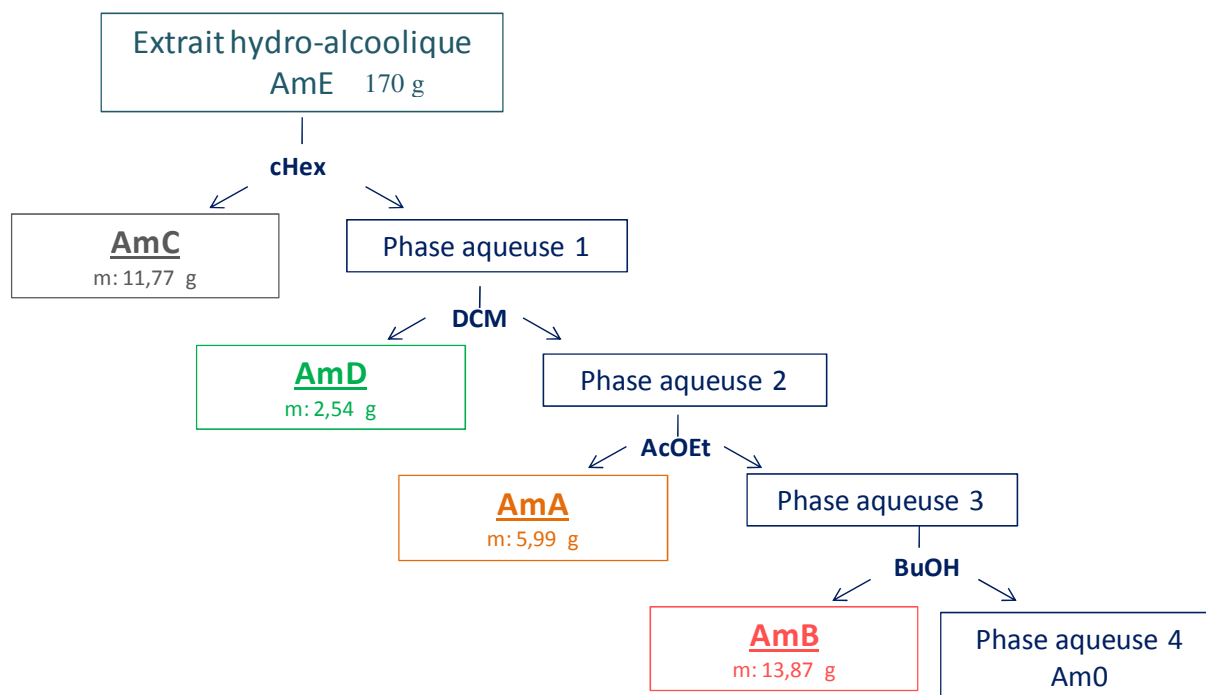 Extrait hydro-alcoolique
AmE 170 g
cHex
AmC
m: 11,77 g
Phase aqueuse 1
DCM
AmD
m: 2,54 g
Phase aqueuse 2
AcOEt
AmA
m: 5,99 g
Phase aqueuse 3
BuOH
AmB
m: 13,87 g
Phase aqueuse 4
Am0